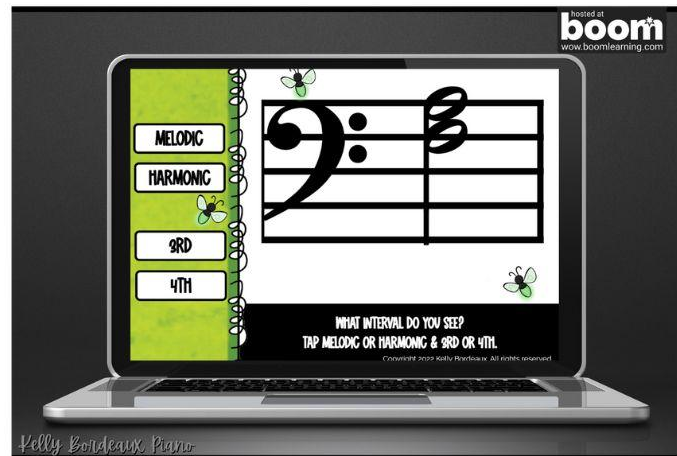 hosted at
boom
wow.boomlearning.com
MELODIC
HARMONIC
3RD
4TH
WHAT INTERVAL DO YOU SEE?
TAP MELODIC OR HARMONIC & 3RD OR 4TH.
Copyright 2022 Kelly Bordeaux. All rights reserved
Kelly Bordeaux Piano